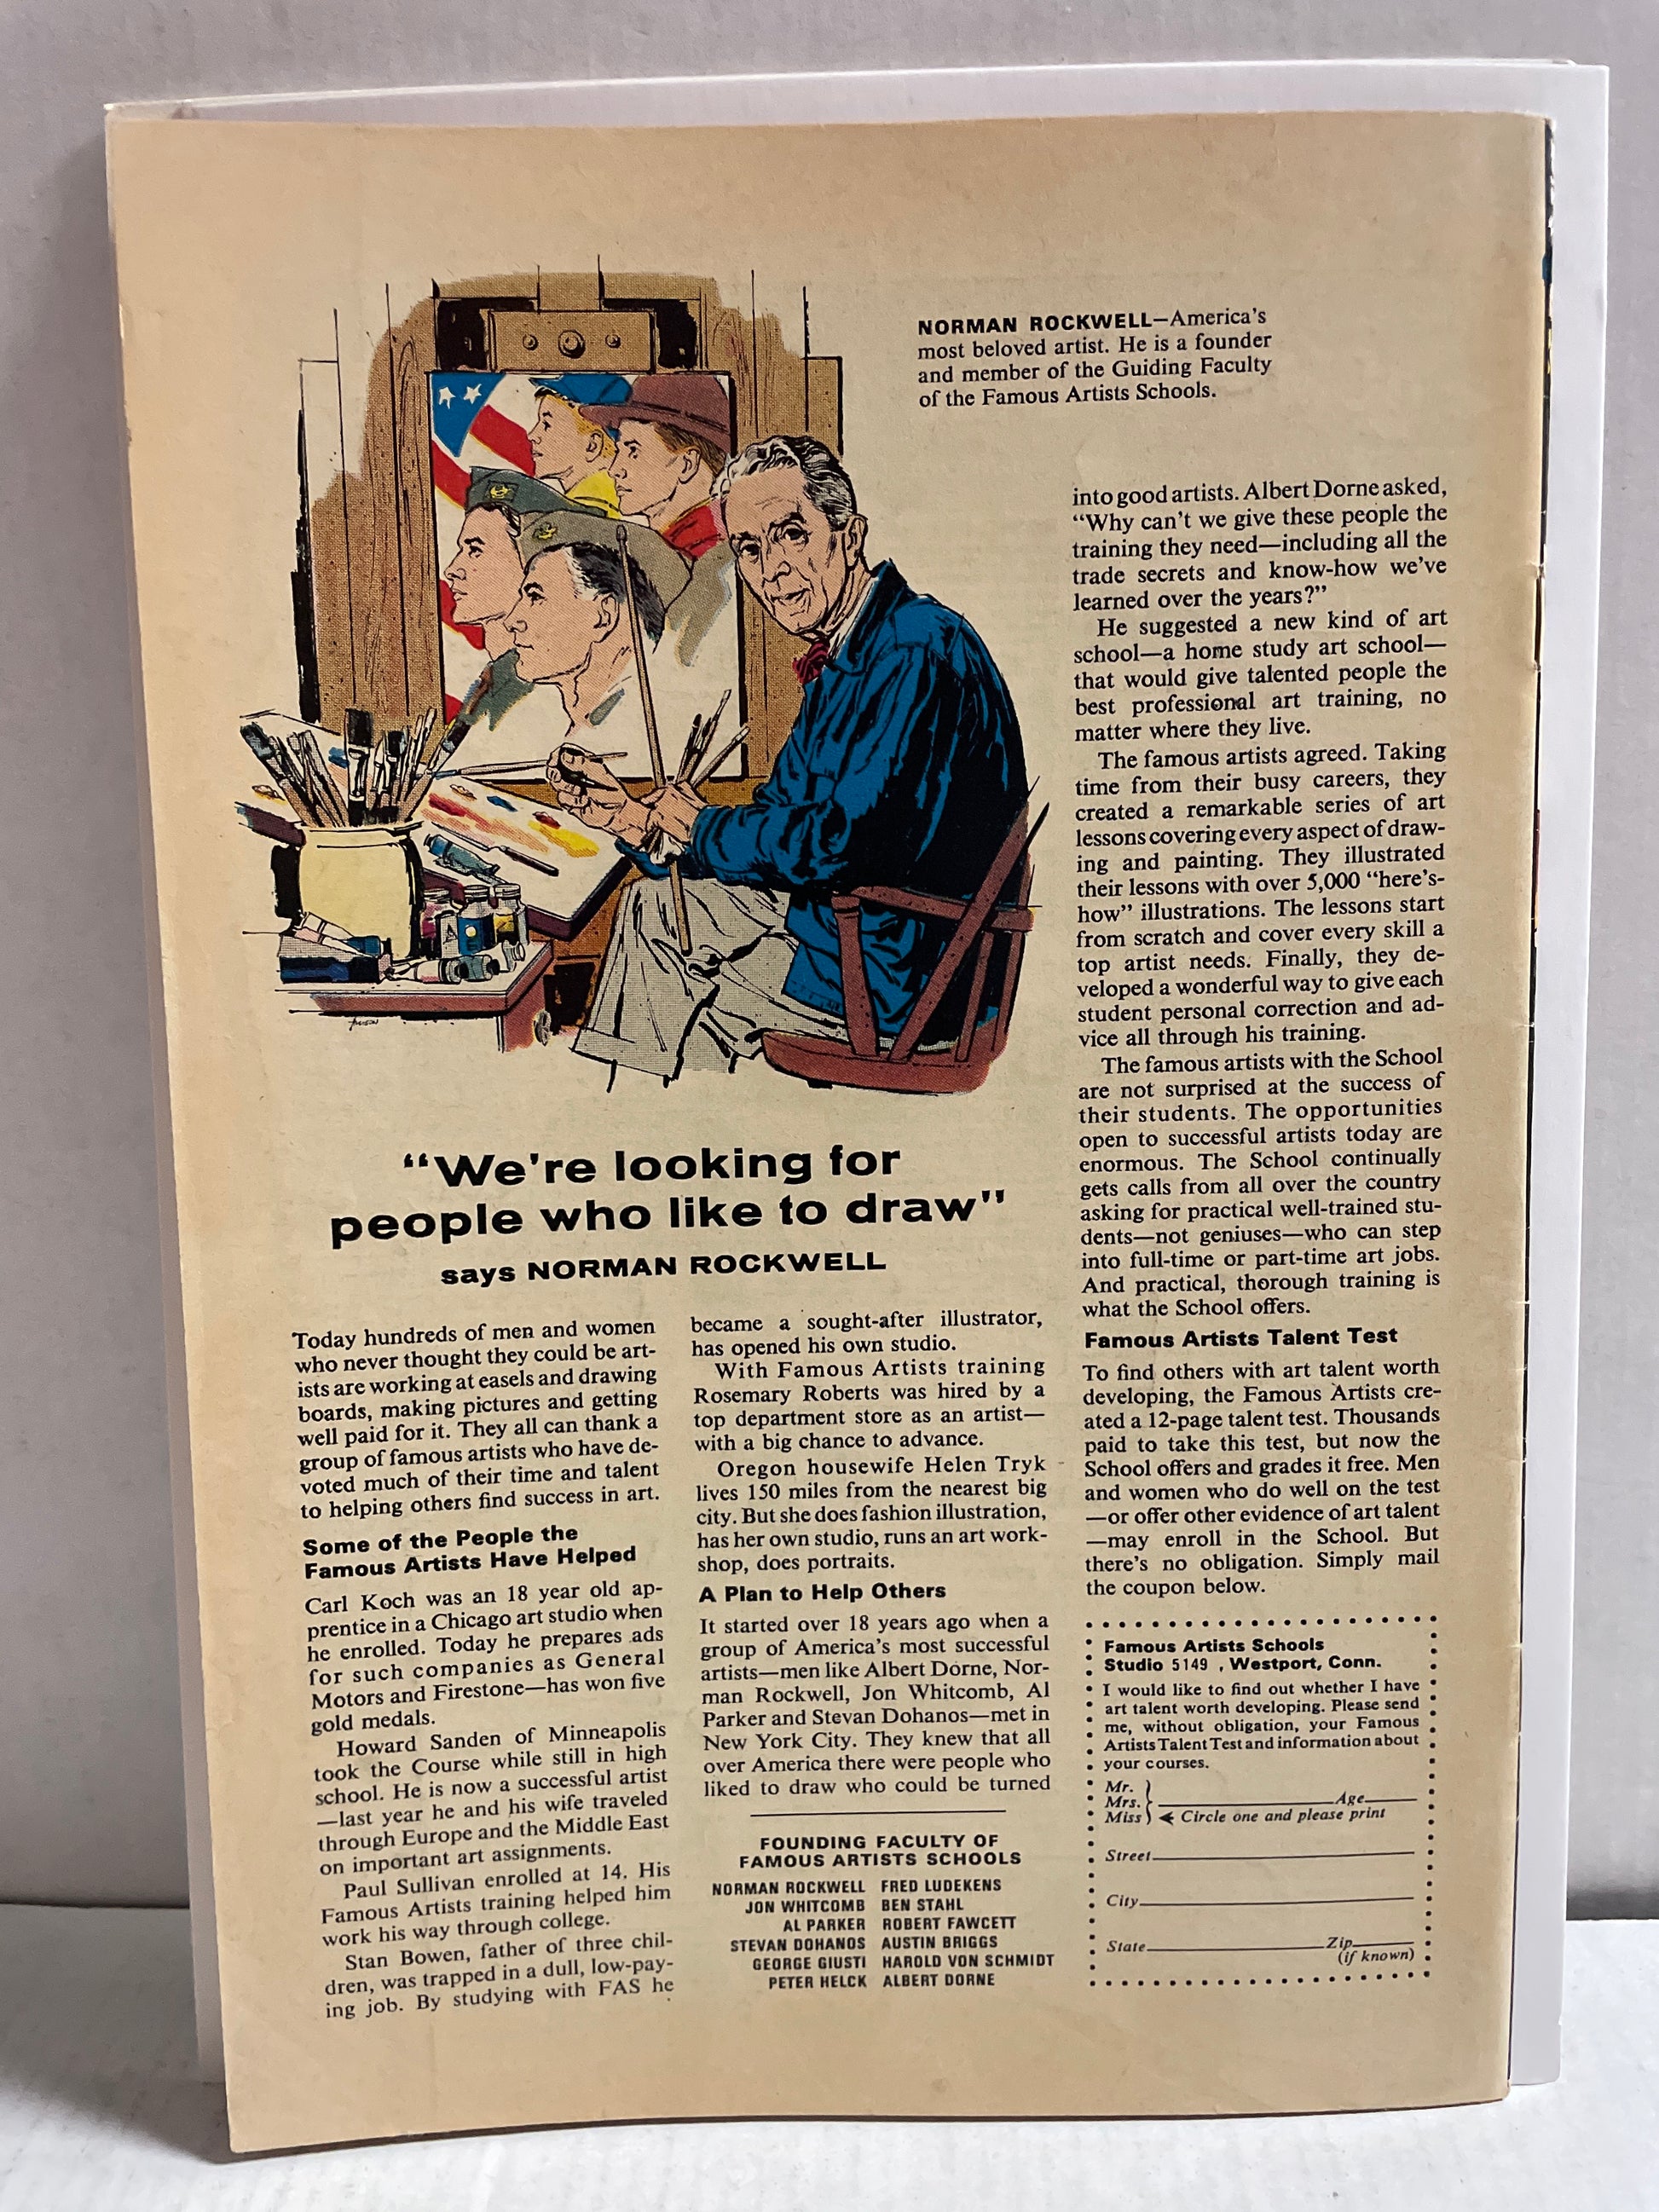 NORMAN ROCKWELL—America's
most beloved artist. He is a founder
and member of the Guiding Faculty
of the Famous Artists Schools.
"We're looking for
people who like to draw"
says NORMAN ROCKWELL
Today hundreds of men and women
who never thought they could be art-
ists are working at easels and drawing
boards, making pictures and getting
well paid for it. They all can thank a
group of famous artists who have de-
voted much of their time and talent
to helping others find success in art.
Some of the People the
Famous Artists Have Helped
Carl Koch was an 18 year old ap-
prentice in a Chicago art studio when
he enrolled. Today he prepares ads
for such companies as General
Motors and Firestone—has won five
gold medals.
Howard Sanden of Minneapolis
took the Course while still in high
school. He is now a successful artist
—last year he and his wife traveled
through Europe and the Middle East
on important art assignments.
Paul Sullivan enrolled at 14. His
Famous Artists training helped him
work his way through college.
Stan Bowen, father of three chil-
dren, was trapped in a dull, low-pay-
ing job. By studying with FAS he
became a sought-after illustrator,
has opened his own studio.
With Famous Artists training
Rosemary Roberts was hired by a
top department store as an artist—
with a big chance to advance.
Oregon housewife Helen Tryk
lives 150 miles from the nearest big
city. But she does fashion illustration,
has her own studio, runs an art work-
shop, does portraits.
A Plan to Help Others
It started over 18 years ago when a
group of America's most successful
artists—men like Albert Dorne, Nor-
man Rockwell, Jon Whitcomb, Al
Parker and Stevan Dohanos—met in
New York City. They knew that all
over America there were people who
liked to draw who could be turned
FOUNDING FACULTY OF
FAMOUS ARTISTS SCHOOLS
NORMAN ROCKWELL FRED LUDEKENS
JON WHITCOMB BEN STAHL
AL PARKER ROBERT FAWCETT
STEVAN DOHANOS AUSTIN BRIGGS
GEORGE GIUSTI HAROLD VON SCHMIDT
PETER HELCK ALBERT DORNE
into good artists. Albert Dorne asked,
"Why can't we give these people the
training they need—including all the
trade secrets and know-how we've
learned over the years?"
He suggested a new kind of art
school—a home study art school—
that would give talented people the
best professional art training, no
matter where they live.
The famous artists agreed. Taking
time from their busy careers, they
created a remarkable series of art
lessons covering every aspect of draw-
ing and painting. They illustrated
their lessons with over 5,000 "here's-
how" illustrations. The lessons start
from scratch and cover every skill a
top artist needs. Finally, they de-
veloped a wonderful way to give each
student personal correction and ad-
vice all through his training.
The famous artists with the School
are not surprised at the success of
their students. The opportunities
open to successful artists today are
enormous. The School continually
gets calls from all over the country
asking for practical well-trained stu-
dents—not geniuses—who can step
into full-time or part-time art jobs.
And practical, thorough training is
what the School offers.
Famous Artists Talent Test
To find others with art talent worth
developing, the Famous Artists cre-
ated a 12-page talent test. Thousands
paid to take this test, but now the
School offers and grades it free. Men
and women who do well on the test
—or offer other evidence of art talent
—may enroll in the School. But
there's no obligation. Simply mail
the coupon below.
Famous Artists Schools
Studio 5149 , Westport, Conn.
I would like to find out whether I have
art talent worth developing. Please send
me, without obligation, your Famous
Artists Talent Test and information about
your courses.
Mr.
Mrs. Age
Miss Circle one and please print
Street
City
State Zip
(if known)